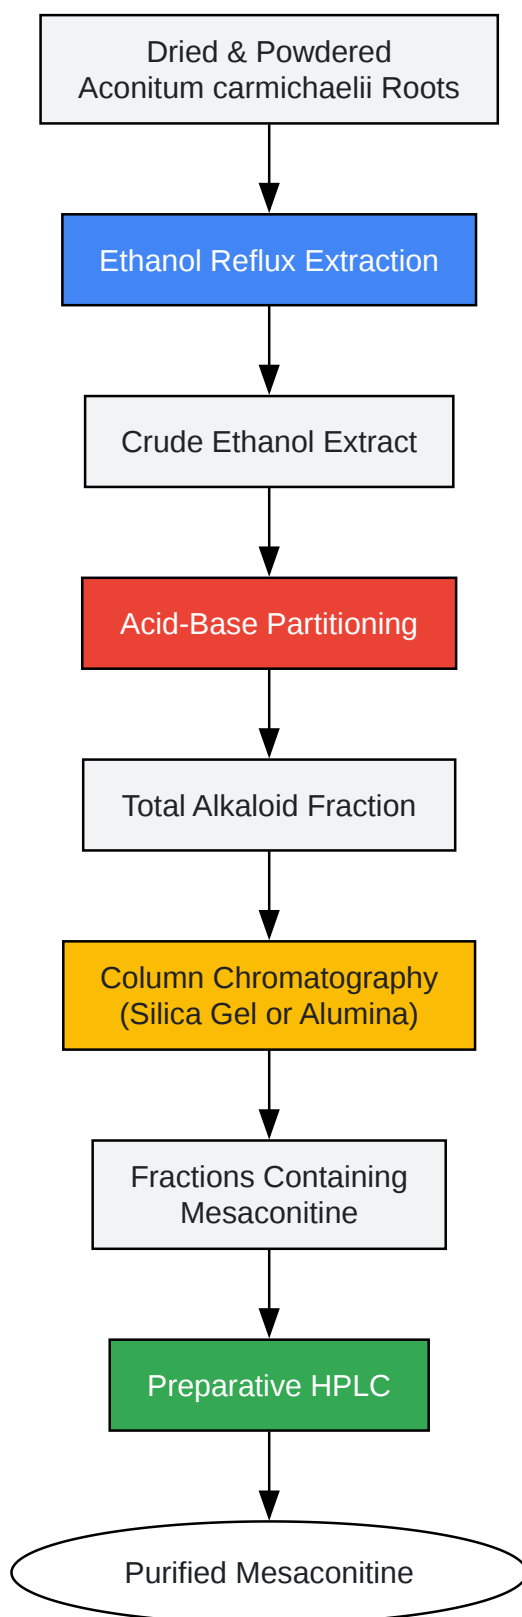 Dried & Powdered
Aconitum carmichaelii Roots
Ethanol Reflux Extraction
Crude Ethanol Extract
Acid-Base Partitioning
Total Alkaloid Fraction
Column Chromatography
(Silica Gel or Alumina)
Fractions Containing
Mesaconitine
Preparative HPLC
Purified Mesaconitine